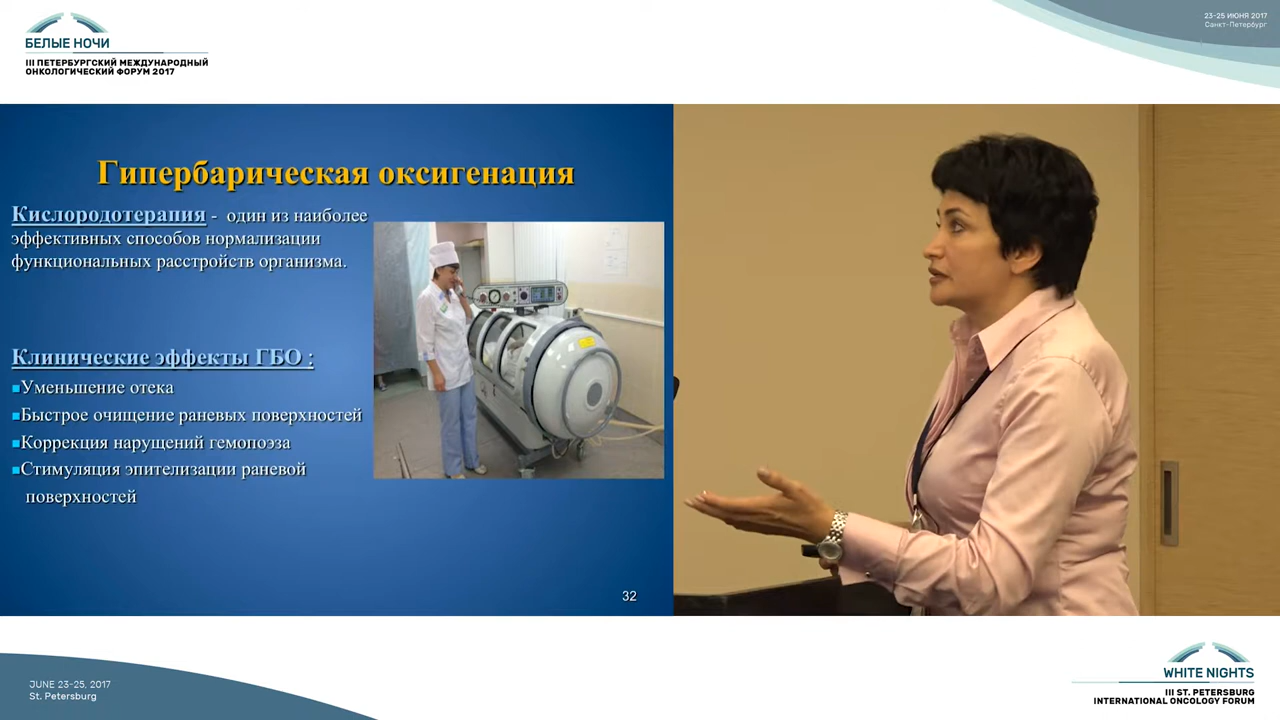 БЕЛЫЕ НОЧИ
III ПЕТЕРБУРГСКИЙ МЕЖДУНАРОДНЫЙ
ОНКОЛОГИЧЕСКИЙ ФОРУМ 2017
23-25 ИЮНЯ 2017
Санкт-Петербург
Гипербарическая оксигенация
Кислородотерапия - один из наиболее
эффективных способов нормализации
функциональных расстройств организма.
Клинические эффекты ГБО :
Уменьшение отека
Быстрое очищение раневых поверхностей
Коррекция нарущений гемопоэза
Стимуляция эпителизации раневой
поверхностей
32
JUNE 23-25, 2017
St. Petersburg
WHITE NIGHTS
III ST. PETERSBURG
INTERNATIONAL ONCOLOGY FORUM